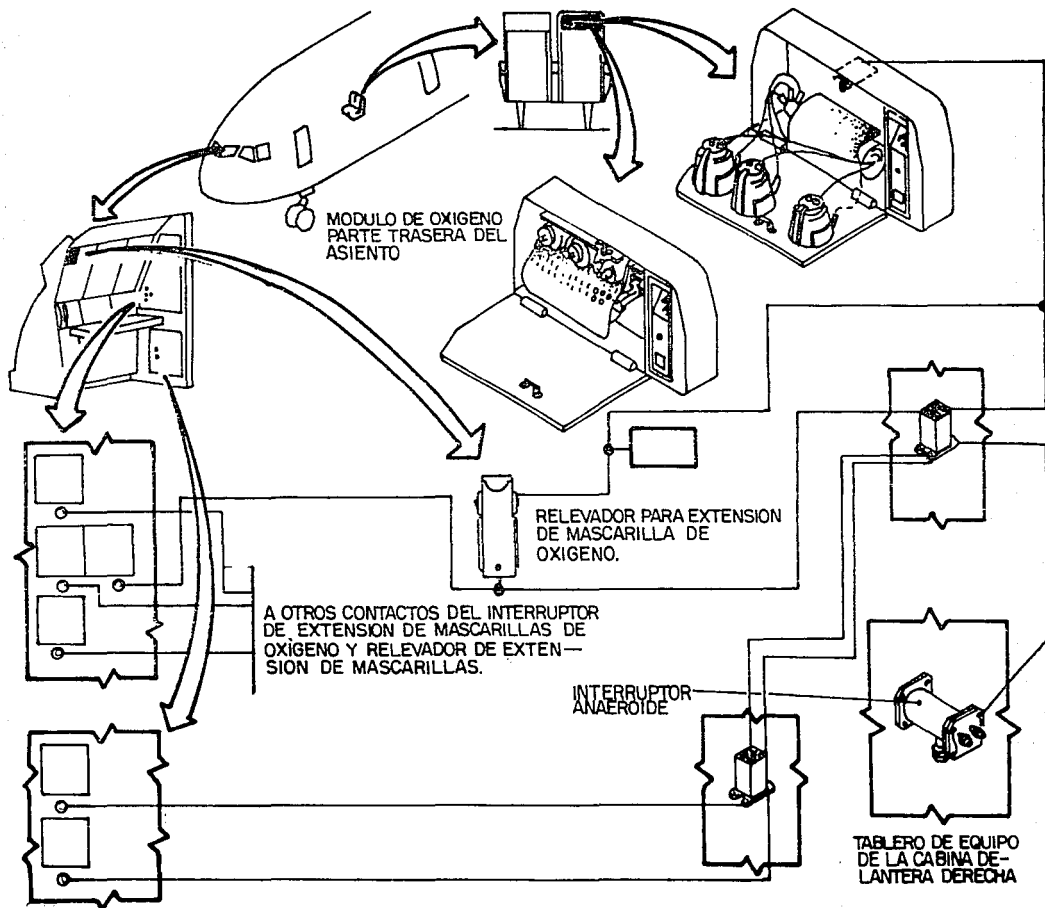 MODULO DE OXIGENO
PARTE TRASERA DEL
ASIENTO
RELEVADOR PARA EXTENSION
DE MASCARILLA DE
OXIGENO.
A OTROS CONTACTOS DEL INTERRUPTOR
DE EXTENSION DE MASCARILLAS DE
OXIGENO Y RELEVADOR DE EXTEN—
SION DE MASCARILLAS.
INTERRUPTOR
ANAEROIDE
TABLERO DE EQUIPO
DE LA CABINA DE-
LANTERA DERECHA